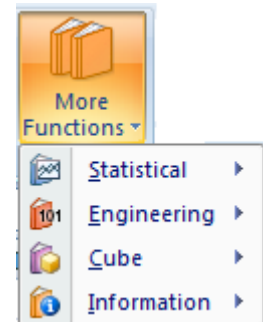 More
Functions
Statistical
101 Engineering
Cube
Information